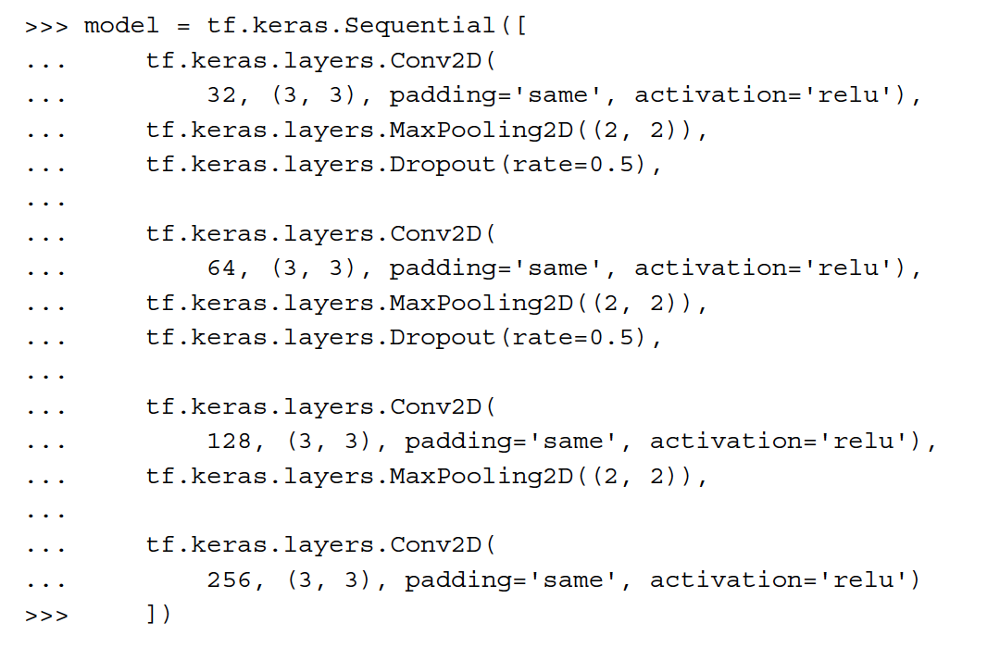 >>> model = tf.keras.Sequential([
...     tf.keras.layers.Conv2D(
...         32, (3, 3), padding='same', activation='relu'),
...     tf.keras.layers.MaxPooling2D((2, 2)),
...     tf.keras.layers.Dropout(rate=0.5),
...
...     tf.keras.layers.Conv2D(
...         64, (3, 3), padding='same', activation='relu'),
...     tf.keras.layers.MaxPooling2D((2, 2)),
...     tf.keras.layers.Dropout(rate=0.5),
...
...     tf.keras.layers.Conv2D(
...         128, (3, 3), padding='same', activation='relu'),
...     tf.keras.layers.MaxPooling2D((2, 2)),
...
...     tf.keras.layers.Conv2D(
...         256, (3, 3), padding='same', activation='relu')
>>>     ])